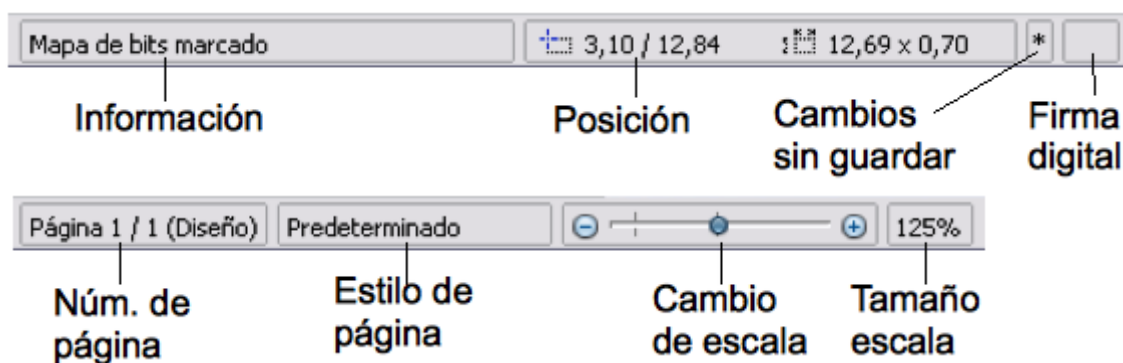 Mapa de bits marcado 3,10 / 12,84 12,69 x 0,70 *
Información Posición Cambios sin guardar Firma digital
Página 1 / 1 (Diseño) Predeterminado 125%
Núm. de página Estilo de página Cambio de escala Tamaño escala